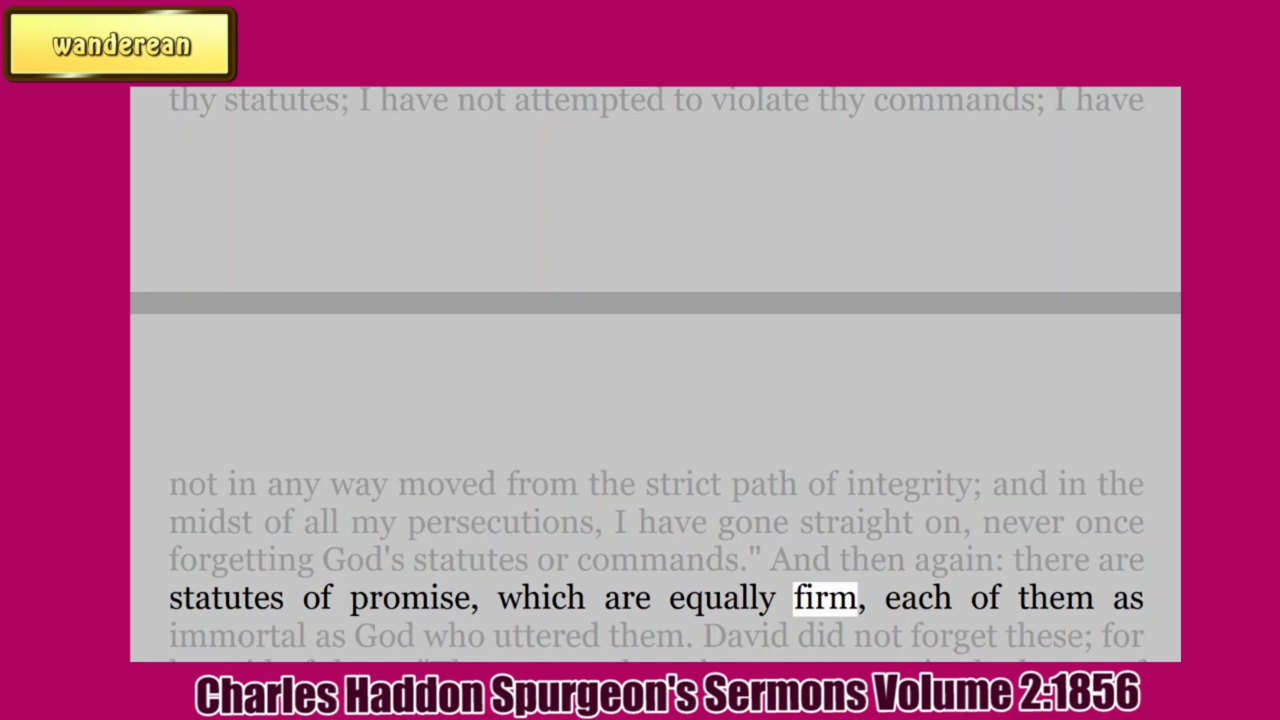 wanderean
thy statutes; I have not attempted to violate thy commands; I have
not in any way moved from the strict path of integrity; and in the
midst of all my persecutions, I have gone straight on, never once
forgetting God's statutes or commands." And then again: there are
statutes of promise, which are equally firm, each of them as
immortal as God who uttered them. David did not forget these; for
Charles Haddon Spurgeon's Sermons Volume 2:1856